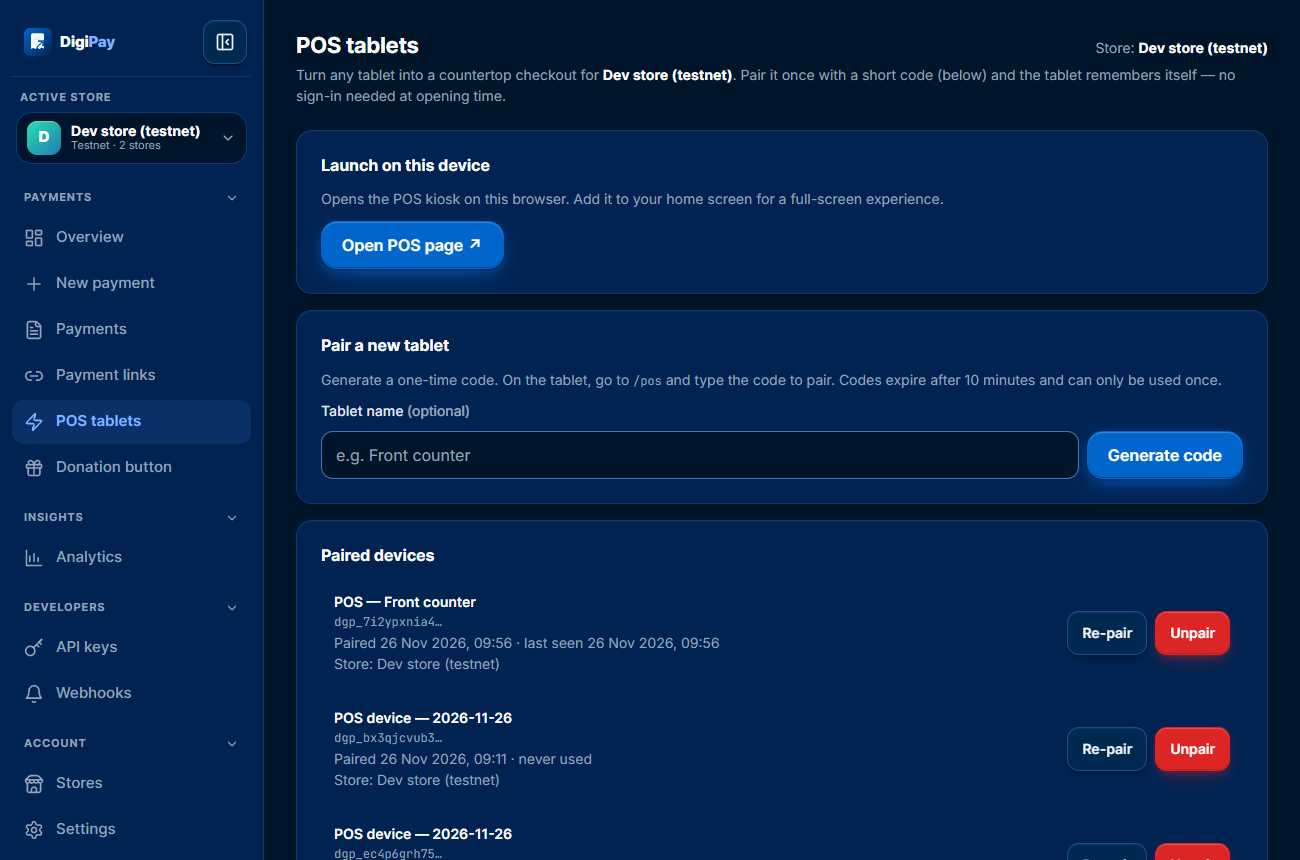 DigiPay
ACTIVE STORE
D
Dev store (testnet)
Testnet · 2 stores
PAYMENTS
Overview
New payment
Payments
Payment links
POS tablets
Donation button
INSIGHTS
Analytics
DEVELOPERS
API keys
Webhooks
ACCOUNT
Stores
Settings
POS tablets
Store: Dev store (testnet)
Turn any tablet into a countertop checkout for Dev store (testnet). Pair it once with a short code (below) and the tablet remembers itself — no
sign-in needed at opening time.
Launch on this device
Opens the POS kiosk on this browser. Add it to your home screen for a full-screen experience.
Open POS page ↗
Pair a new tablet
Generate a one-time code. On the tablet, go to /pos and type the code to pair. Codes expire after 10 minutes and can only be used once.
Tablet name (optional)
e.g. Front counter
Generate code
Paired devices
POS — Front counter
dgp_7i2ypxnia4…
Paired 26 Nov 2026, 09:56 · last seen 26 Nov 2026, 09:56
Store: Dev store (testnet)
Re-pair
Unpair
POS device — 2026-11-26
dgp_bx3qjcvub3…
Paired 26 Nov 2026, 09:11 · never used
Store: Dev store (testnet)
Re-pair
Unpair
POS device — 2026-11-26
dgp_ec4p6grh75…